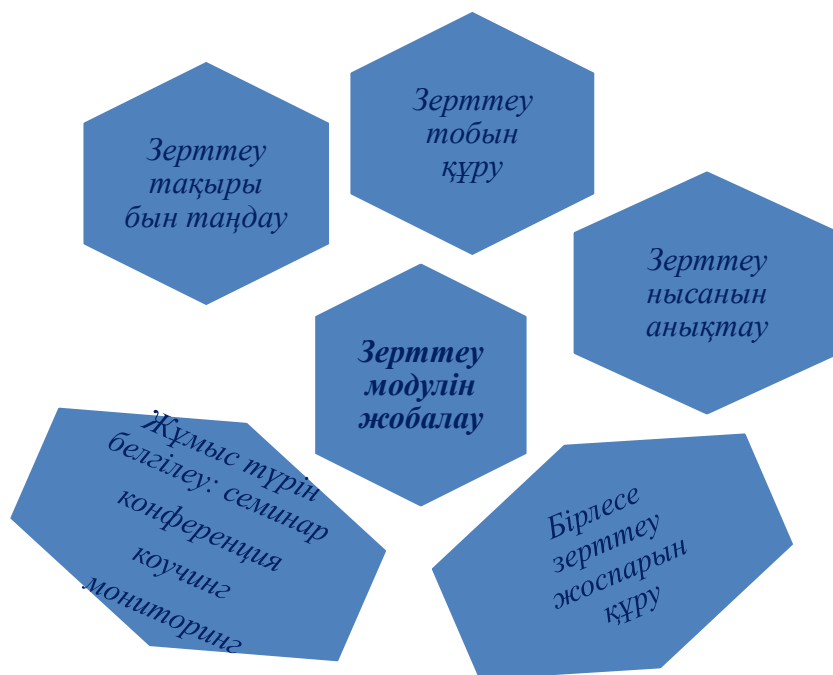 Зерттеу
тақыры
бын таңдау
Зерттеу
тобын
құру
Зерттеу
нысанын
анықтау
Зерттеу
модулін
жобалау
Жұмыс түрін
белгілеу: семинар
конференция
коучинг
мониторинг
Бірлесе
зерттеу
жоспарын
құру